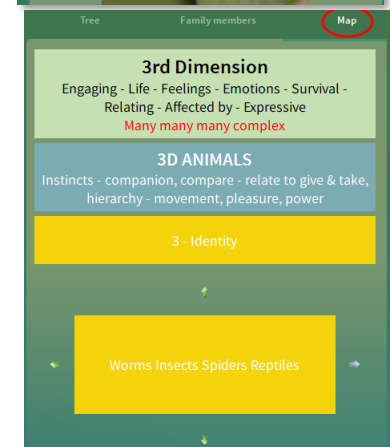 Tree Family members Map
3rd Dimension
Engaging - Life - Feelings - Emotions - Survival -
Relating - Affected by - Expressive
Many many many complex
3D ANIMALS
Instincts - companion, compare - relate to give & take,
hierarchy - movement, pleasure, power
3 - Identity
Worms Insects Spiders Reptiles